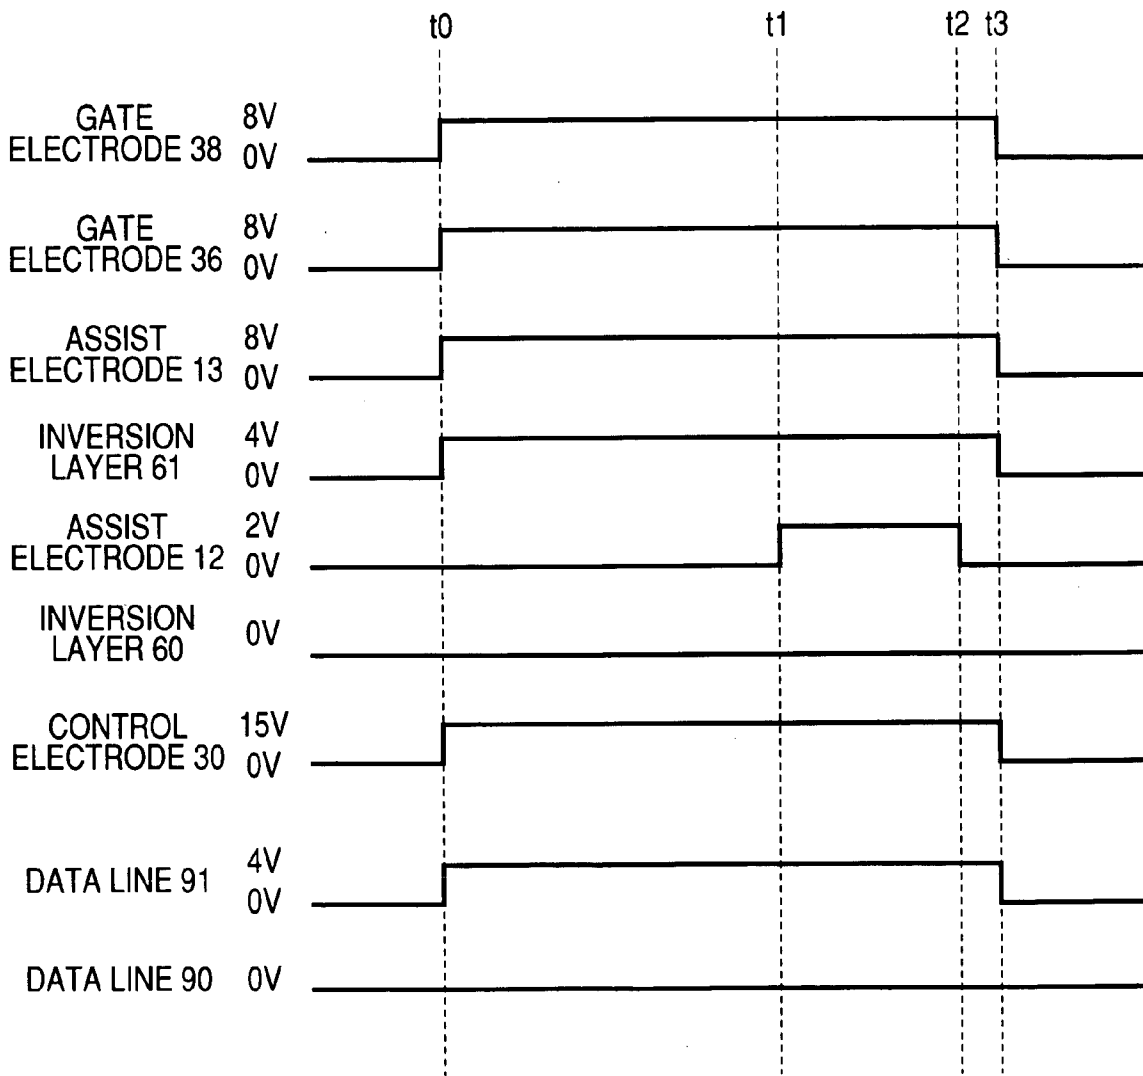 t0 t1 t2 t3
GATE 8V
ELECTRODE 38 0V
GATE 8V
ELECTRODE 36 0V
ASSIST 8V
ELECTRODE 13 0V
INVERSION 4V
LAYER 61 0V
ASSIST 2V
ELECTRODE 12 0V
INVERSION
LAYER 60 0V
CONTROL 15V
ELECTRODE 30 0V
4V
DATA LINE 91
0V
DATA LINE 90 0V